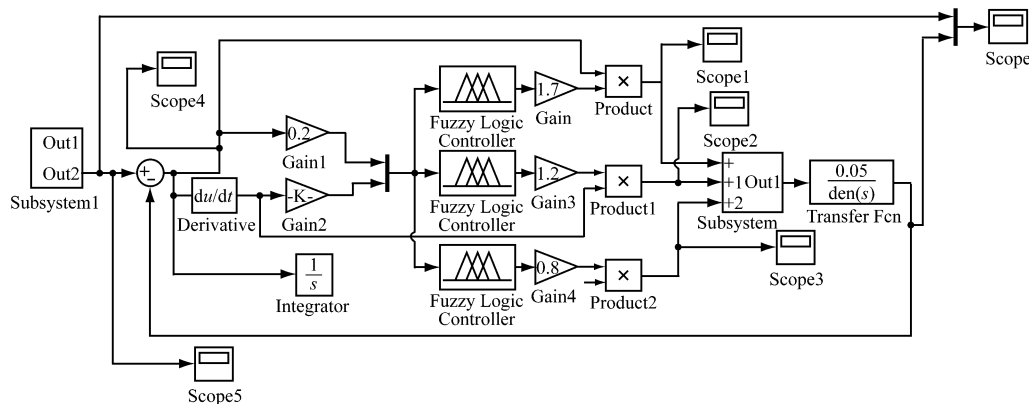 Scope
Scope1
Scope4
1.7
×
Product
Fuzzy Logic
Controller
Gain
Scope2
Out1
Out2
Subsystem1
+
−
0.2
Gain1
du/dt
Derivative
-K-
Gain2
Fuzzy Logic
Controller
1.2
Gain3
×
Product1
+
+1
+2
Out1
Subsystem
0.05
den(s)
Transfer Fcn
1
s
Integrator
Fuzzy Logic
Controller
0.8
Gain4
×
Product2
Scope3
Scope5